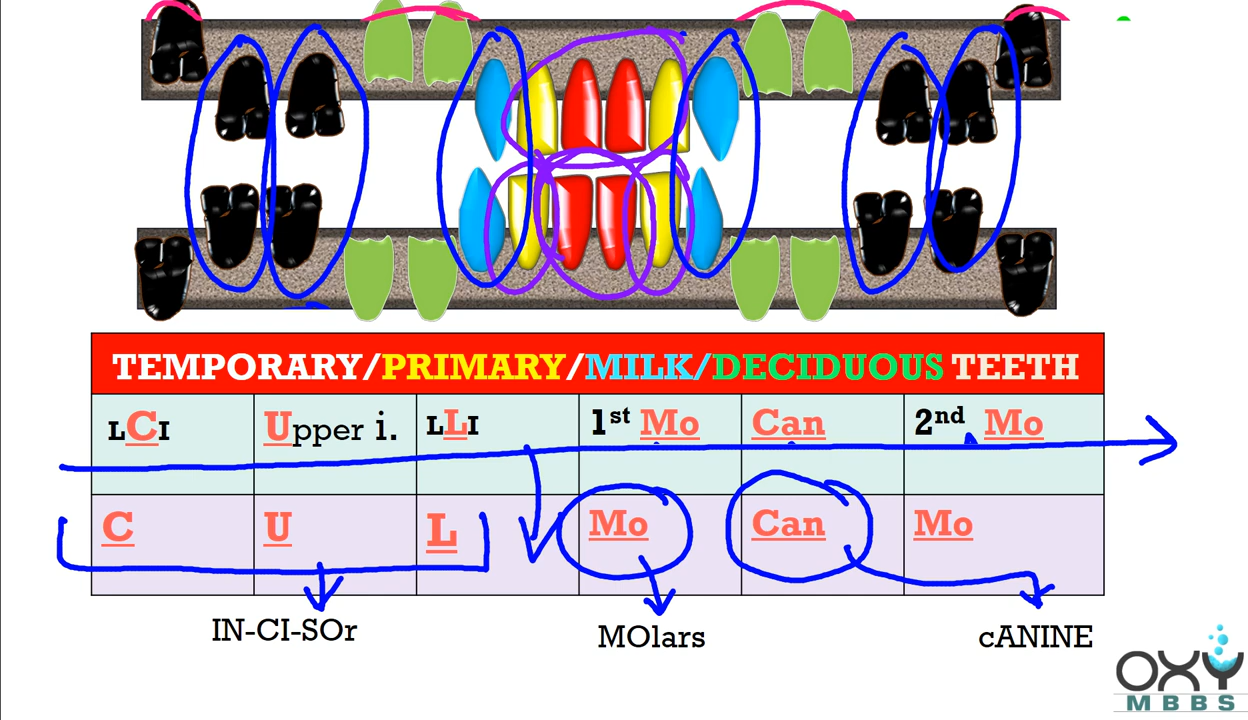 TEMPORARY/PRIMARY/MILK/DECIDUOUS TEETH
LCI Upper i. LLI 1st Mo Can 2nd Mo
C U L Mo Can Mo
IN-CI-SOr MOlars cANINE
OXY
MBBS